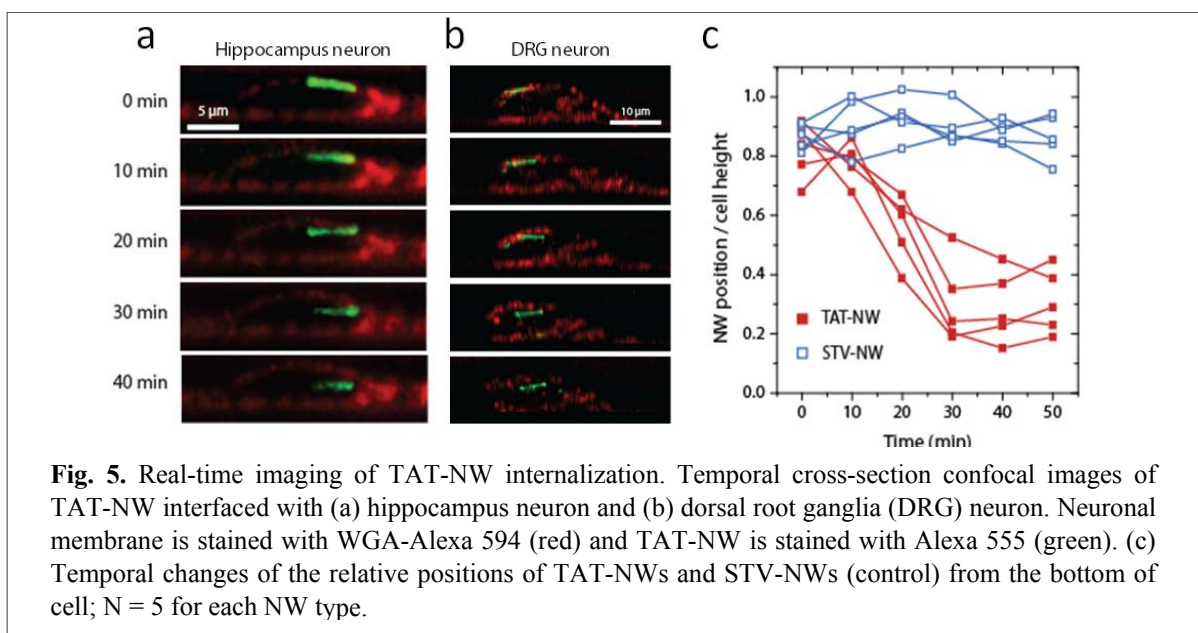 a
Hippocampus neuron
0 min
5 µm
10 min
20 min
30 min
40 min
b
DRG neuron
10 µm
c
NW position / cell height
1.0
0.8
0.6
0.4
0.2
0.0
TAT-NW
STV-NW
0 10 20 30 40 50
Time (min)
Fig. 5. Real-time imaging of TAT-NW internalization. Temporal cross-section confocal images of
TAT-NW interfaced with (a) hippocampus neuron and (b) dorsal root ganglia (DRG) neuron. Neuronal
membrane is stained with WGA-Alexa 594 (red) and TAT-NW is stained with Alexa 555 (green). (c)
Temporal changes of the relative positions of TAT-NWs and STV-NWs (control) from the bottom of
cell; N = 5 for each NW type.